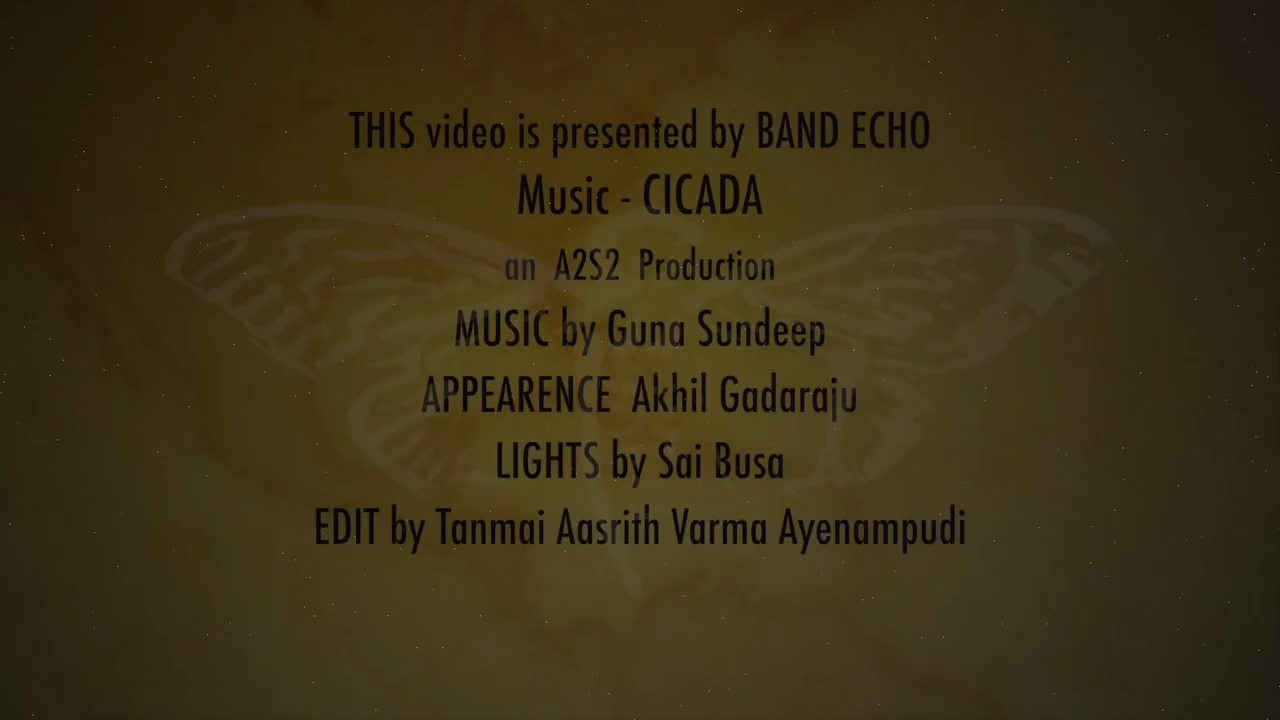 THIS video is presented by BAND ECHO
Music - CICADA
an A2S2 Production
MUSIC by Guna Sundeep
APPEARENCE Akhil Gadaraju
LIGHTS by Sai Busa
EDIT by Tanmai Aasrith Varma Ayenampudi